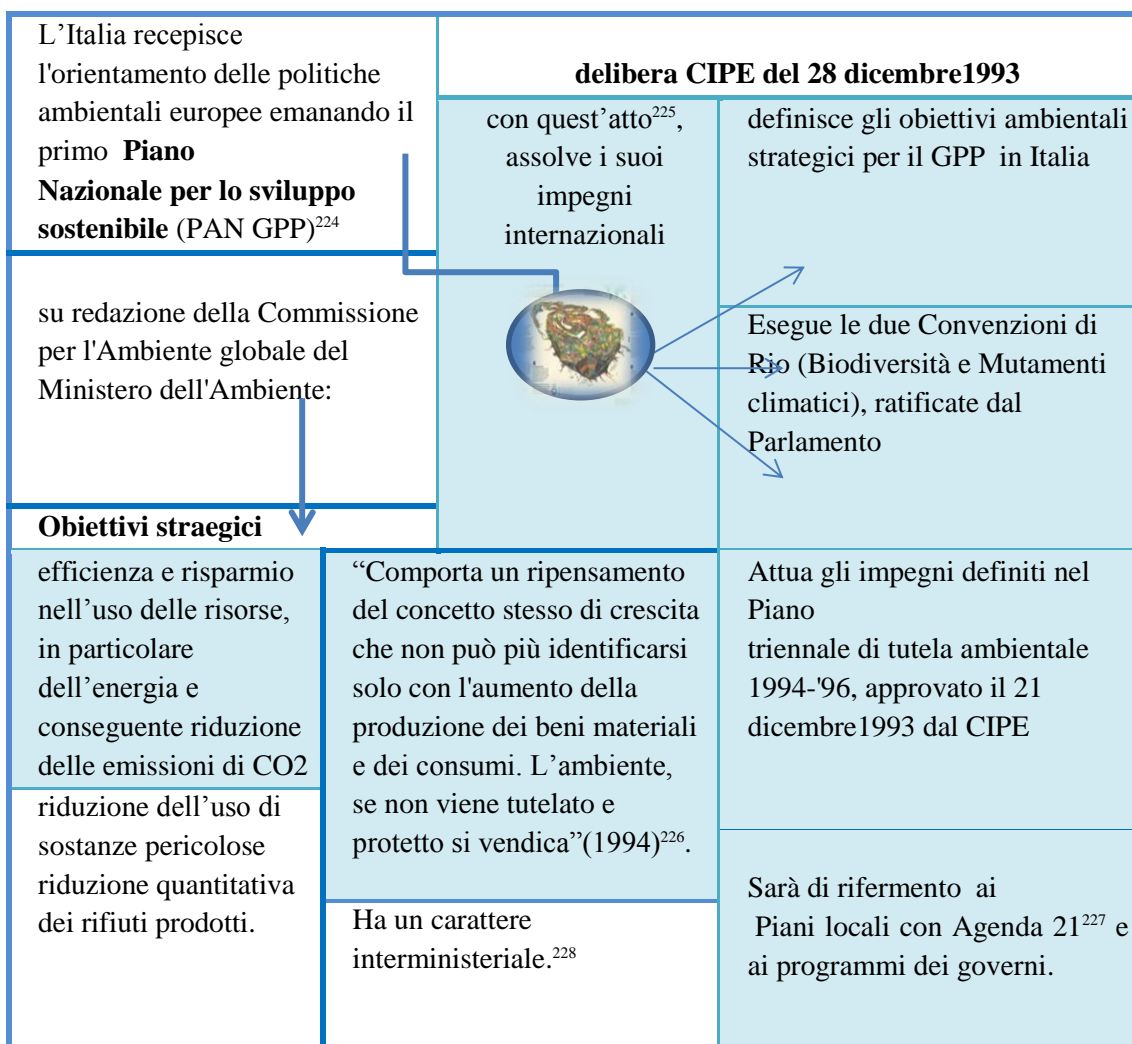 L’Italia recepisce
l'orientamento delle politiche
ambientali europee emanando il
primo Piano
Nazionale per lo sviluppo
sostenibile (PAN GPP)224
delibera CIPE del 28 dicembre1993
con quest’atto225,
assolve i suoi
impegni
internazionali
definisce gli obiettivi ambientali
strategici per il GPP in Italia
su redazione della Commissione
per l'Ambiente globale del
Ministero dell'Ambiente:
Esegue le due Convenzioni di
Rio (Biodiversità e Mutamenti
climatici), ratificate dal
Parlamento
Obiettivi straegici
efficienza e risparmio
nell’uso delle risorse,
in particolare
dell’energia e
conseguente riduzione
delle emissioni di CO2
riduzione dell’uso di
sostanze pericolose
riduzione quantitativa
dei rifiuti prodotti.
“Comporta un ripensamento
del concetto stesso di crescita
che non può più identificarsi
solo con l'aumento della
produzione dei beni materiali
e dei consumi. L’ambiente,
se non viene tutelato e
protetto si vendica”(1994)226.
Ha un carattere
interministeriale.228
Attua gli impegni definiti nel
Piano
triennale di tutela ambientale
1994-'96, approvato il 21
dicembre1993 dal CIPE
Sarà di rifermento ai
Piani locali con Agenda 21227 e
ai programmi dei governi.